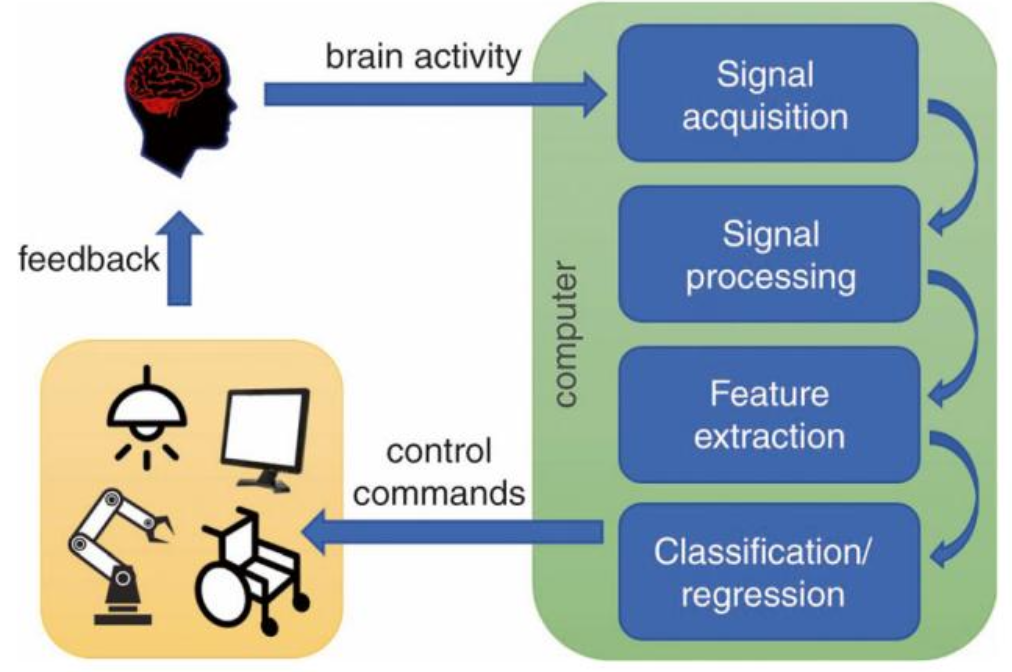 brain activity
Signal
acquisition
Signal
processing
feedback
computer
Feature
extraction
control
commands
Classification/
regression